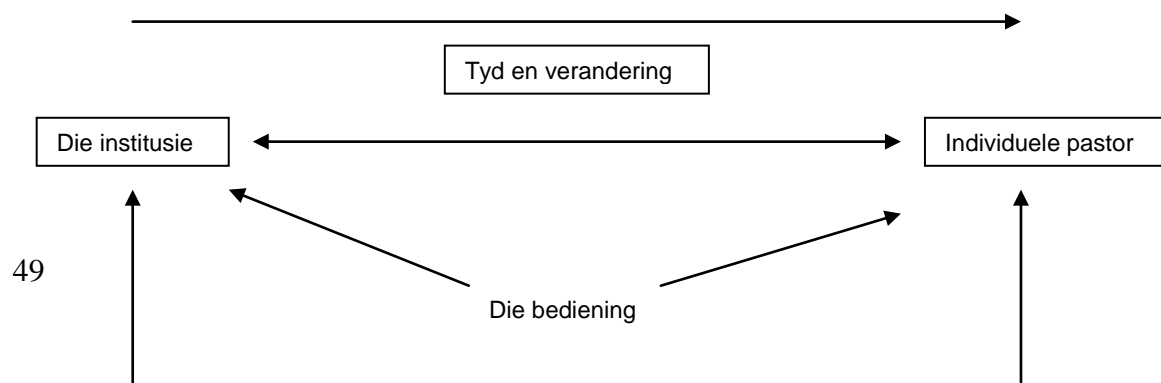 Tyd en verandering
Die institusie
Individuele pastor
49
Die bediening